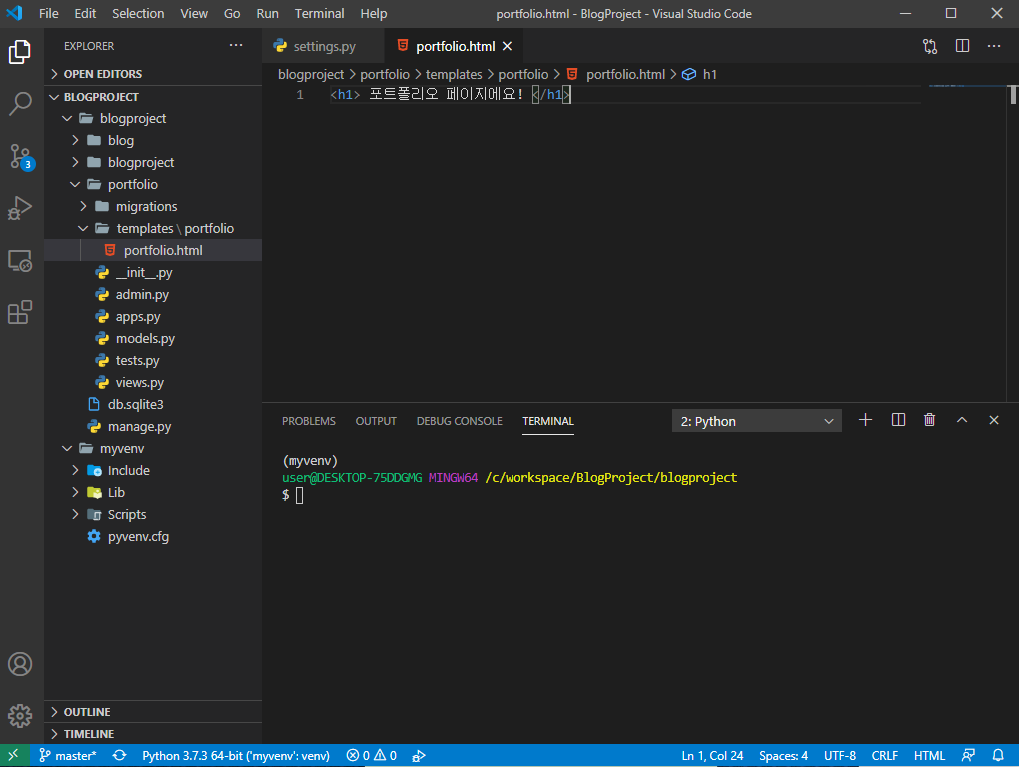 File Edit Selection View Go Run Terminal Help portfolio.html - BlogProject - Visual Studio Code
EXPLORER
settings.py
portfolio.html
OPEN EDITORS
blogproject > portfolio > templates > portfolio > portfolio.html > h1
BLOGPROJECT
1 <h1> 포트폴리오 페이지에요! </h1>
blogproject
blog
3
blogproject
portfolio
migrations
templates \ portfolio
portfolio.html
__init__.py
admin.py
apps.py
models.py
tests.py
views.py
db.sqlite3
manage.py
myvenv
Include
Lib
Scripts
pyvenv.cfg
PROBLEMS OUTPUT DEBUG CONSOLE TERMINAL 2: Python
(myvenv)
user@DESKTOP-75DDGMG MINGW64 /c/workspace/BlogProject/blogproject
$
OUTLINE
TIMELINE
master* Python 3.7.3 64-bit ('myvenv': venv) 0 0 Ln 1, Col 24 Spaces: 4 UTF-8 CRLF HTML